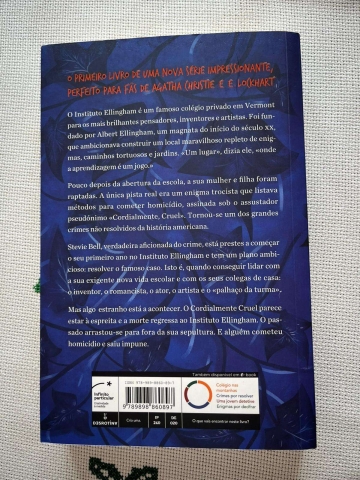 O PRIMEIRO LIVRO DE UMA NOVA SÉRIE IMPRESSIONANTE,
PERFEITO PARA FÃS DE AGATHA CHRISTIE E E. LOCKHART.
O Instituto Ellingham é um famoso colégio privado em Vermont
para os mais brilhantes pensadores, inventores e artistas. Foi fun-
dado por Albert Ellingham, um magnata do início do século XX,
que ambicionava construir um local maravilhoso repleto de enig-
mas, caminhos tortuosos e jardins. «Um lugar», dizia ele, «onde
a aprendizagem é um jogo.»
Pouco depois da abertura da escola, a sua mulher e filha foram
raptadas. A única pista real era um enigma trocista que listava
métodos para cometer homicídio, assinada sob o assustador
pseudónimo «Cordialmente, Cruel». Tornou-se um dos grandes
crimes não resolvidos da história americana.
Stevie Bell, verdadeira aficionada do crime, está prestes a começar
o seu primeiro ano no Instituto Ellingham e tem um plano ambi-
cioso: resolver o famoso caso. Isto é, quando conseguir lidar com
a sua exigente nova vida escolar e com os seus colegas de casa:
o inventor, o romancista, o ator, a artista e o «palhaço da turma».
Mas algo estranho está a acontecer. O Cordialmente Cruel parece
estar à espreita e a morte regressa ao Instituto Ellingham. O pas-
sado arrastou-se para fora da sua sepultura. E alguém cometeu
homicídio e saiu impune.
Também disponível em e-book
infinito
particular
DESROTINA
9789898860897
Colégio nas
montanhas
Crimes por resolver
Uma jovem detetive
Enigmas por decifrar
O que vais encontrar neste livro?